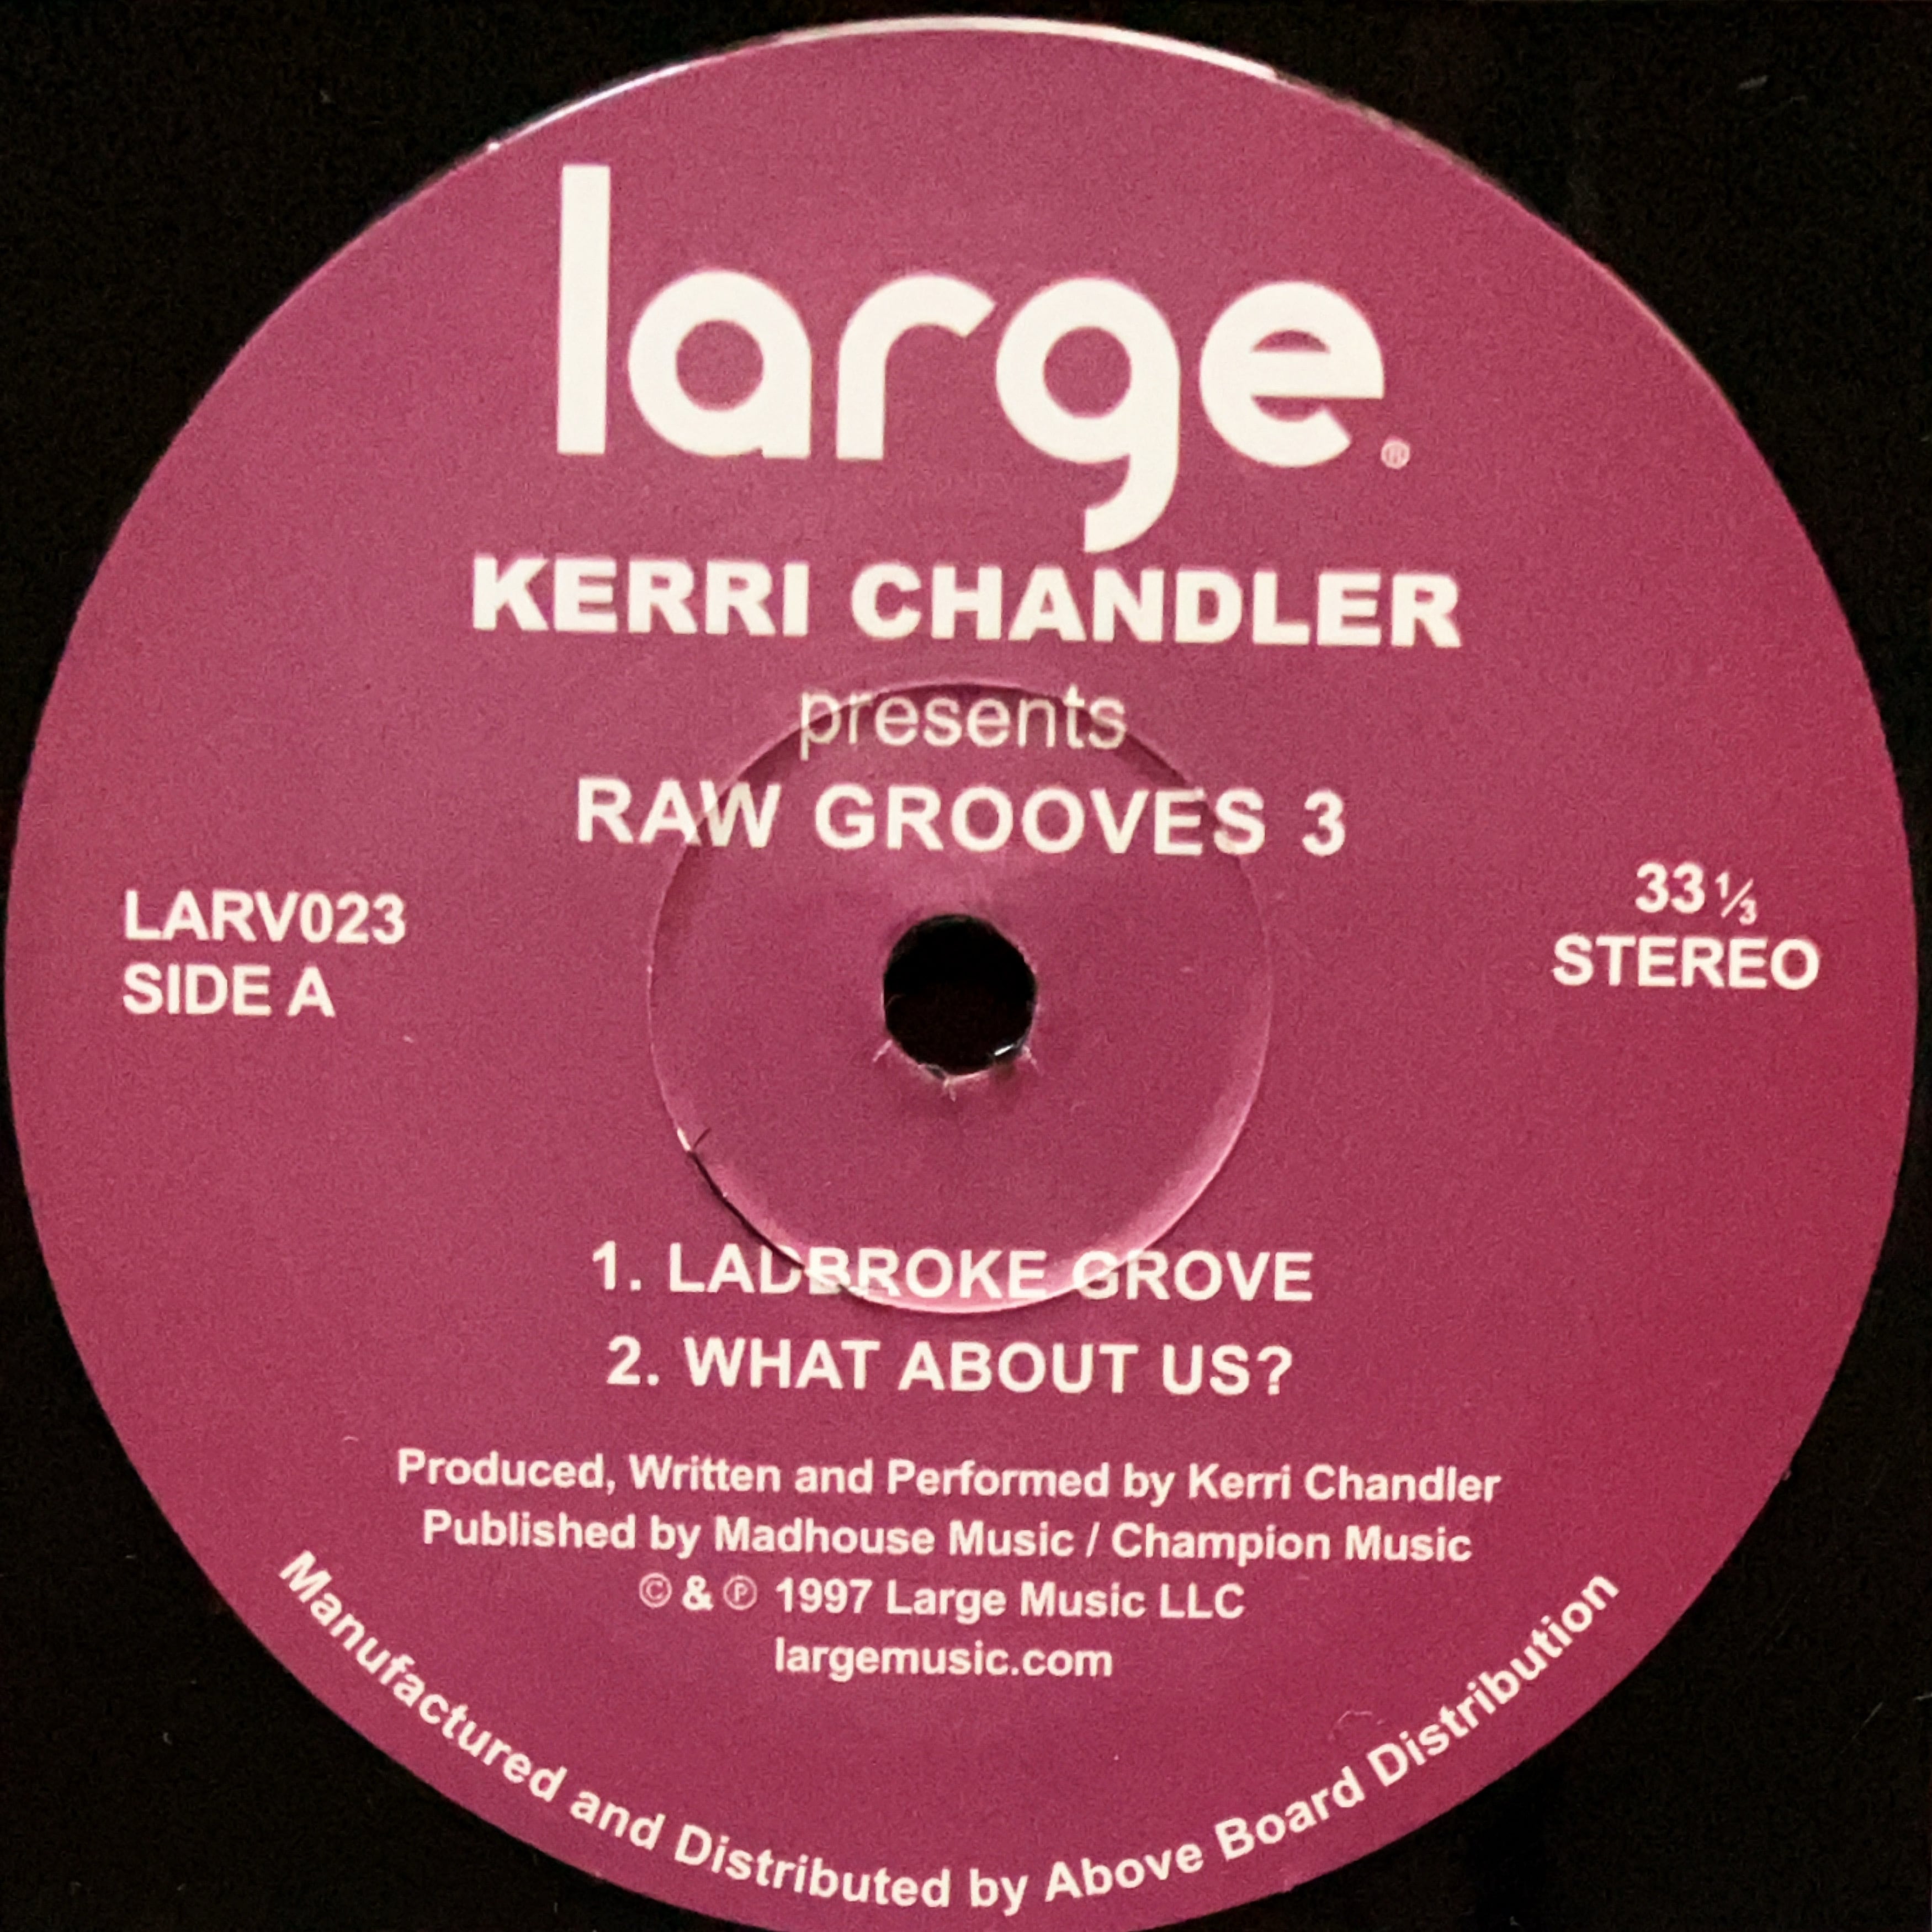 large®
KERRI CHANDLER
presents
RAW GROOVES 3
LARV023
SIDE A
33 ⅓
STEREO
1. LADBROKE GROVE
2. WHAT ABOUT US?
Produced, Written and Performed by Kerri Chandler
Published by Madhouse Music / Champion Music
© & ℗ 1997 Large Music LLC
largemusic.com
Manufactured and Distributed by Above Board Distribution